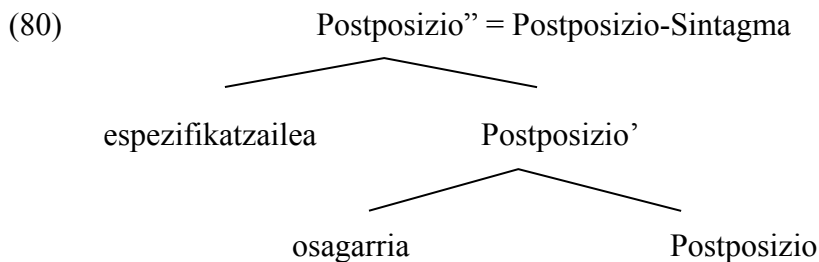 (80) Postposizio” = Postposizio-Sintagma
espezifikatzailea Postposizio’
osagarria Postposizio